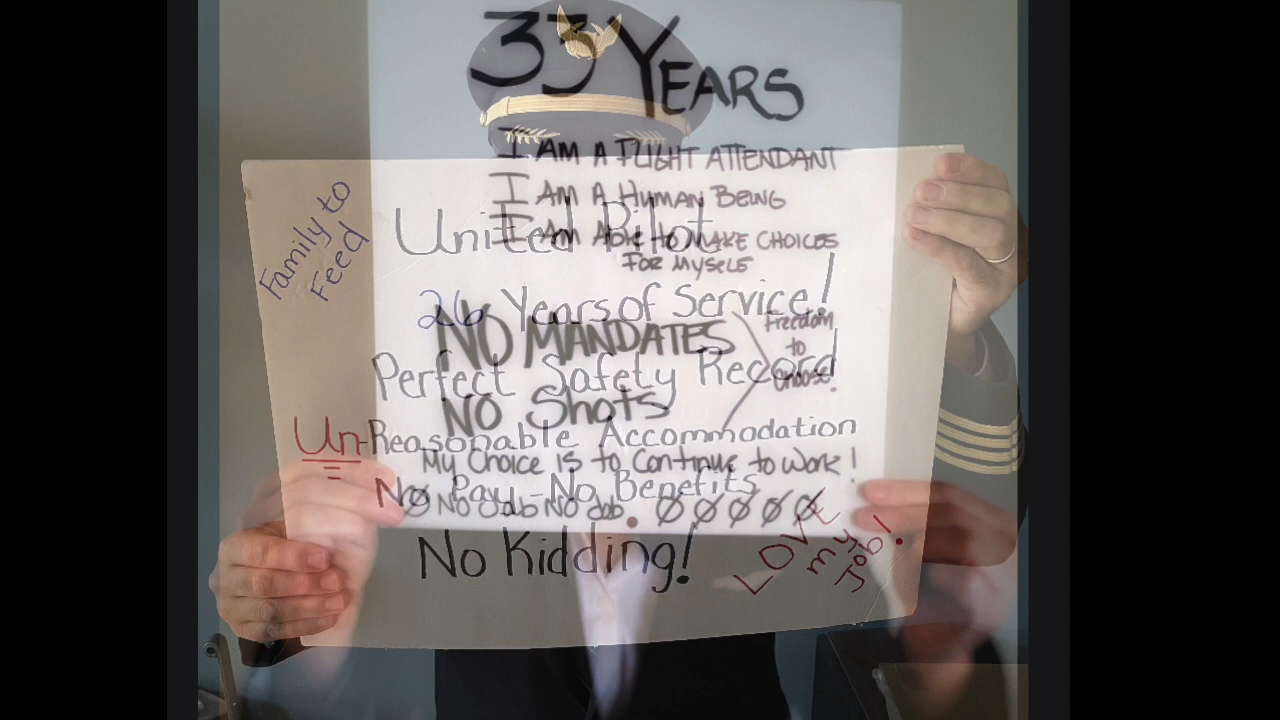 33 YEARS
I AM A FLIGHT ATTENDANT
I AM A HUMAN BEING
I AM ABLE to MAKE CHOICES
FOR MYSELF
NO MANDATES
NO Shots
Freedom
to
Choose!
My Choice is to Continue to Work!
NO Jab NO Job.
Family to
Feed
United Pilot
26 Years of Service!
Perfect Safety Record
Un-Reasonable Accommodation
No Pay - No Benefits
No Kidding!
LOVE
my
Job!